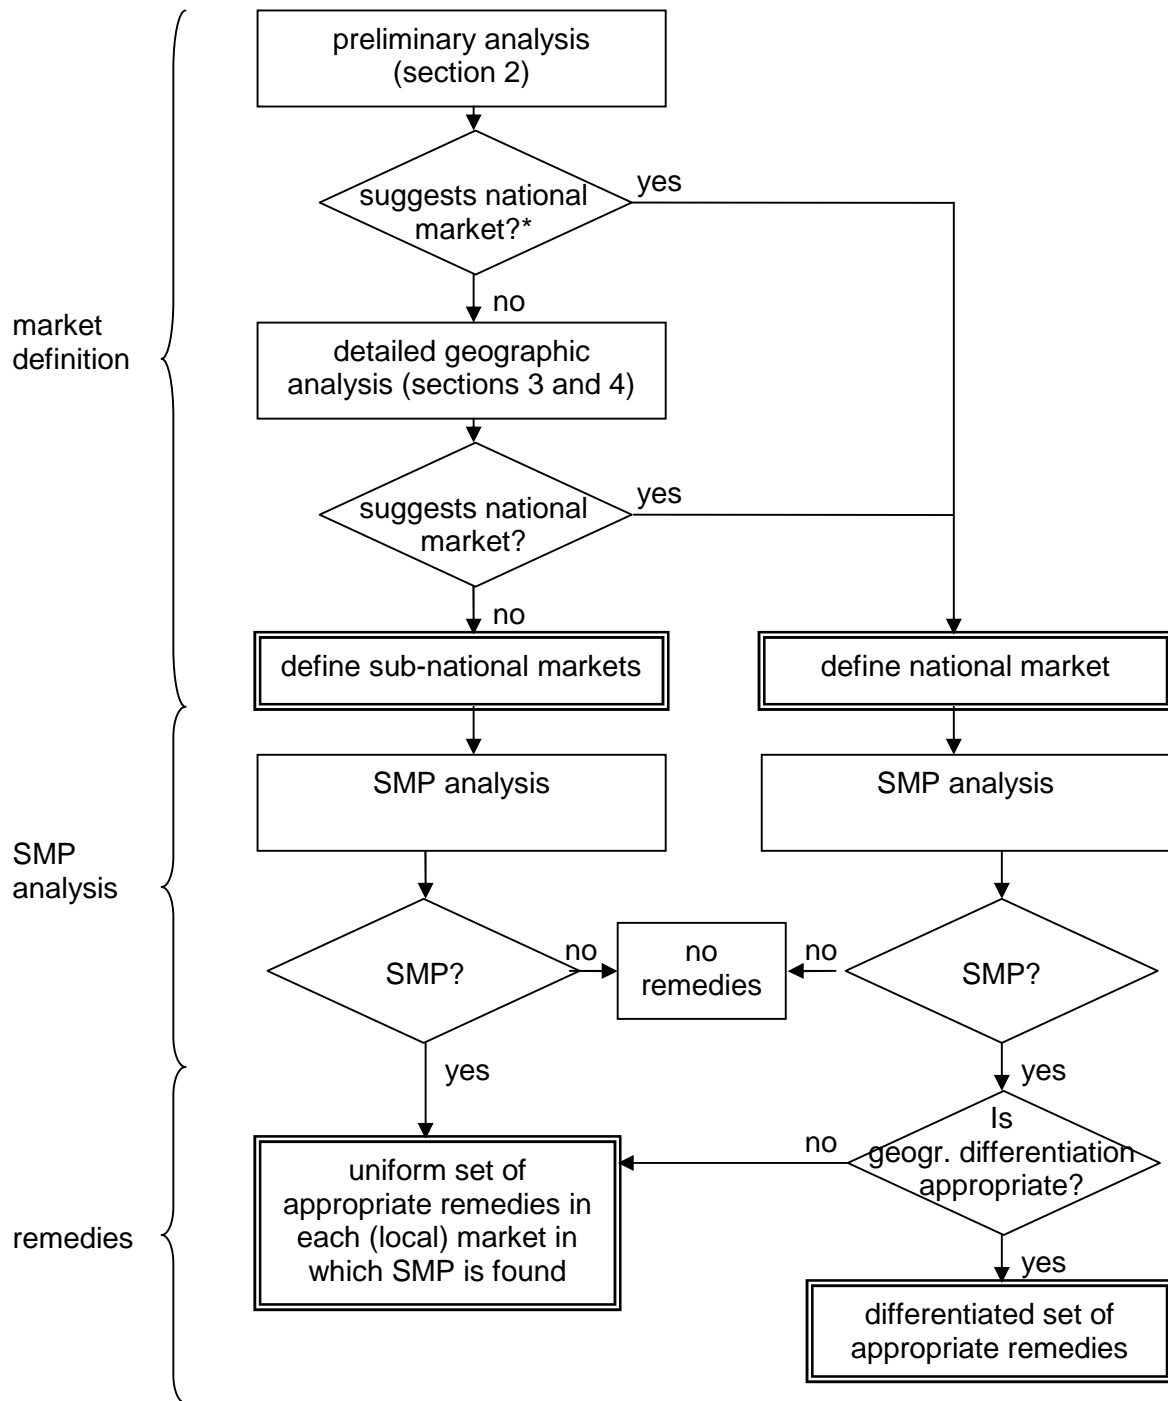 preliminary analysis
(section 2)
suggests national
market?*
yes
no
market
definition
detailed geographic
analysis (sections 3 and 4)
suggests national
market?
yes
no
define sub-national markets
define national market
SMP analysis
SMP analysis
SMP
analysis
SMP?
no
no
remedies
no
SMP?
yes
yes
Is
geogr. differentiation
appropriate?
no
uniform set of
appropriate remedies in
each (local) market in
which SMP is found
remedies
yes
differentiated set of
appropriate remedies